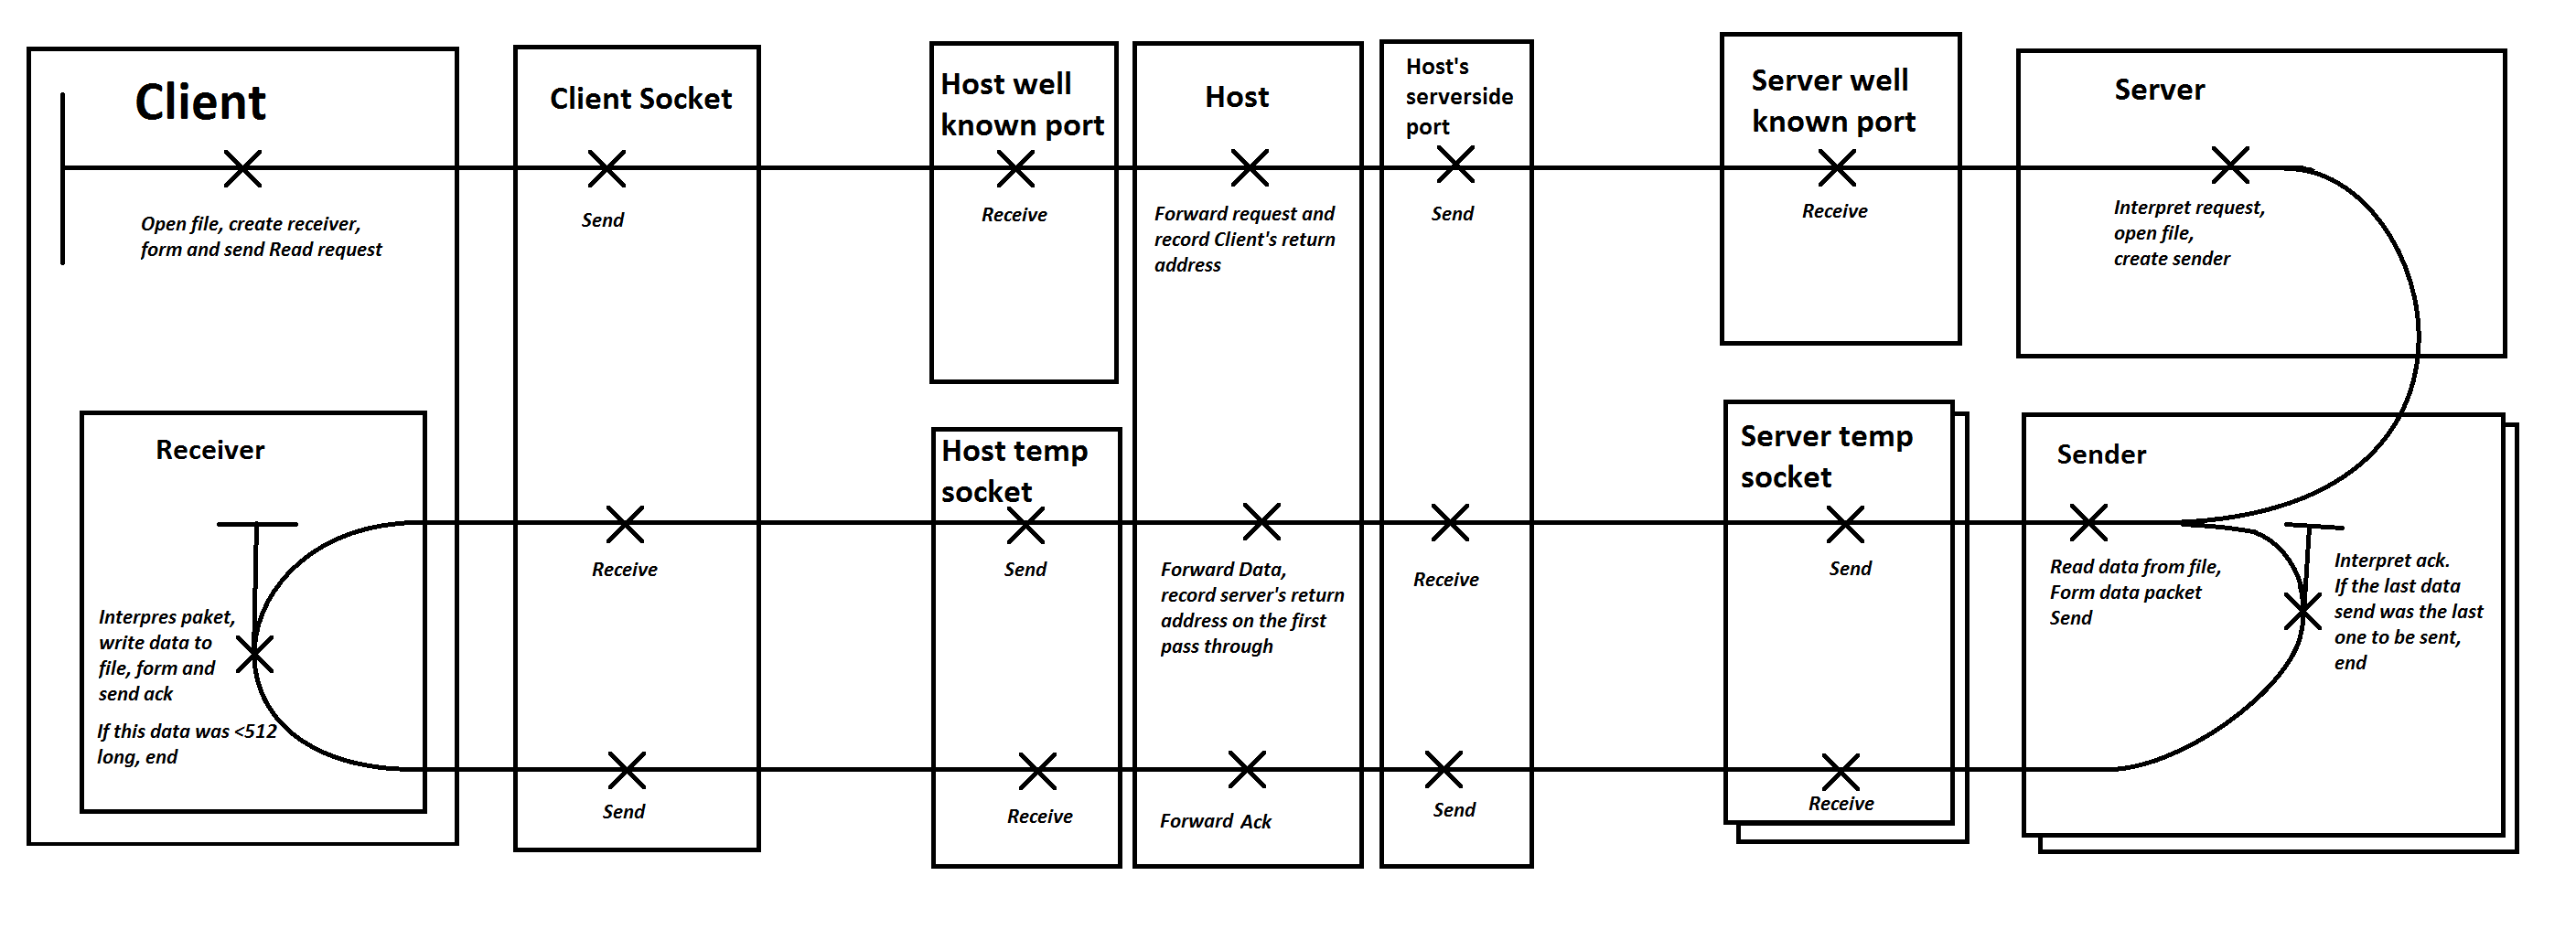 Client
Open file, create receiver,
form and send Read request
Client Socket
Send
Host well
known port
Receive
Host
Forward request and
record Client's return
address
Host's
serverside
port
Send
Server well
known port
Receive
Server
Interpret request,
open file,
create sender
Receiver
Interpres paket,
write data to
file, form and
send ack
If this data was <512
long, end
Receive
Send
Host temp
socket
Send
Receive
Forward Data,
record server's return
address on the first
pass through
Forward Ack
Receive
Send
Server temp
socket
Send
Receive
Sender
Read data from file,
Form data packet
Send
Interpret ack.
If the last data
send was the last
one to be sent,
end